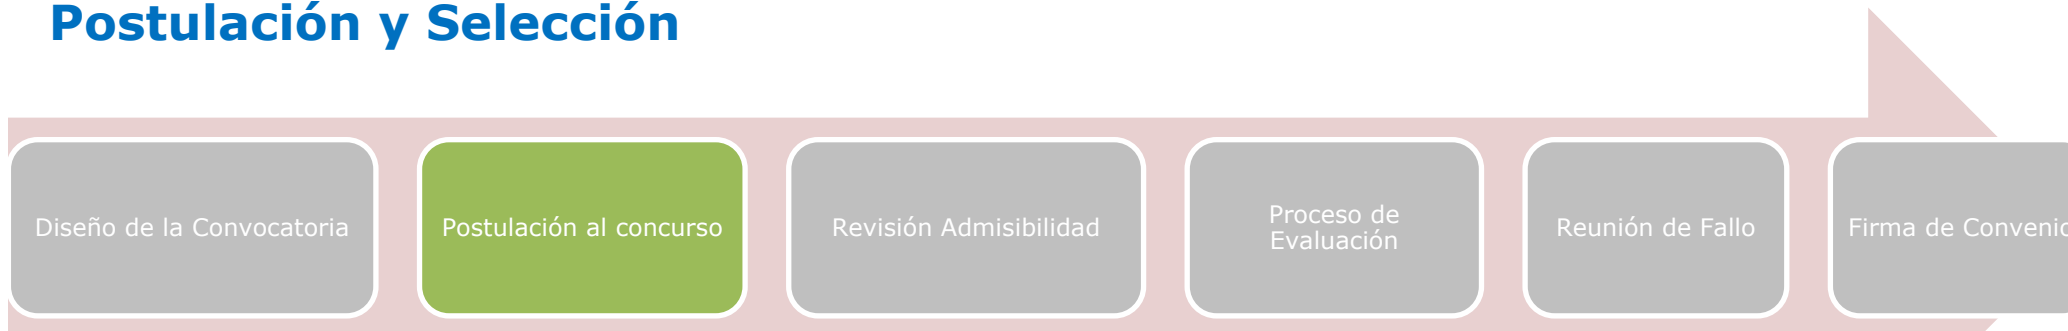 Postulación y Selección
Diseño de la Convocatoria
Postulación al concurso
Revisión Admisibilidad
Proceso de
Evaluación
Reunión de Fallo
Firma de Convenio